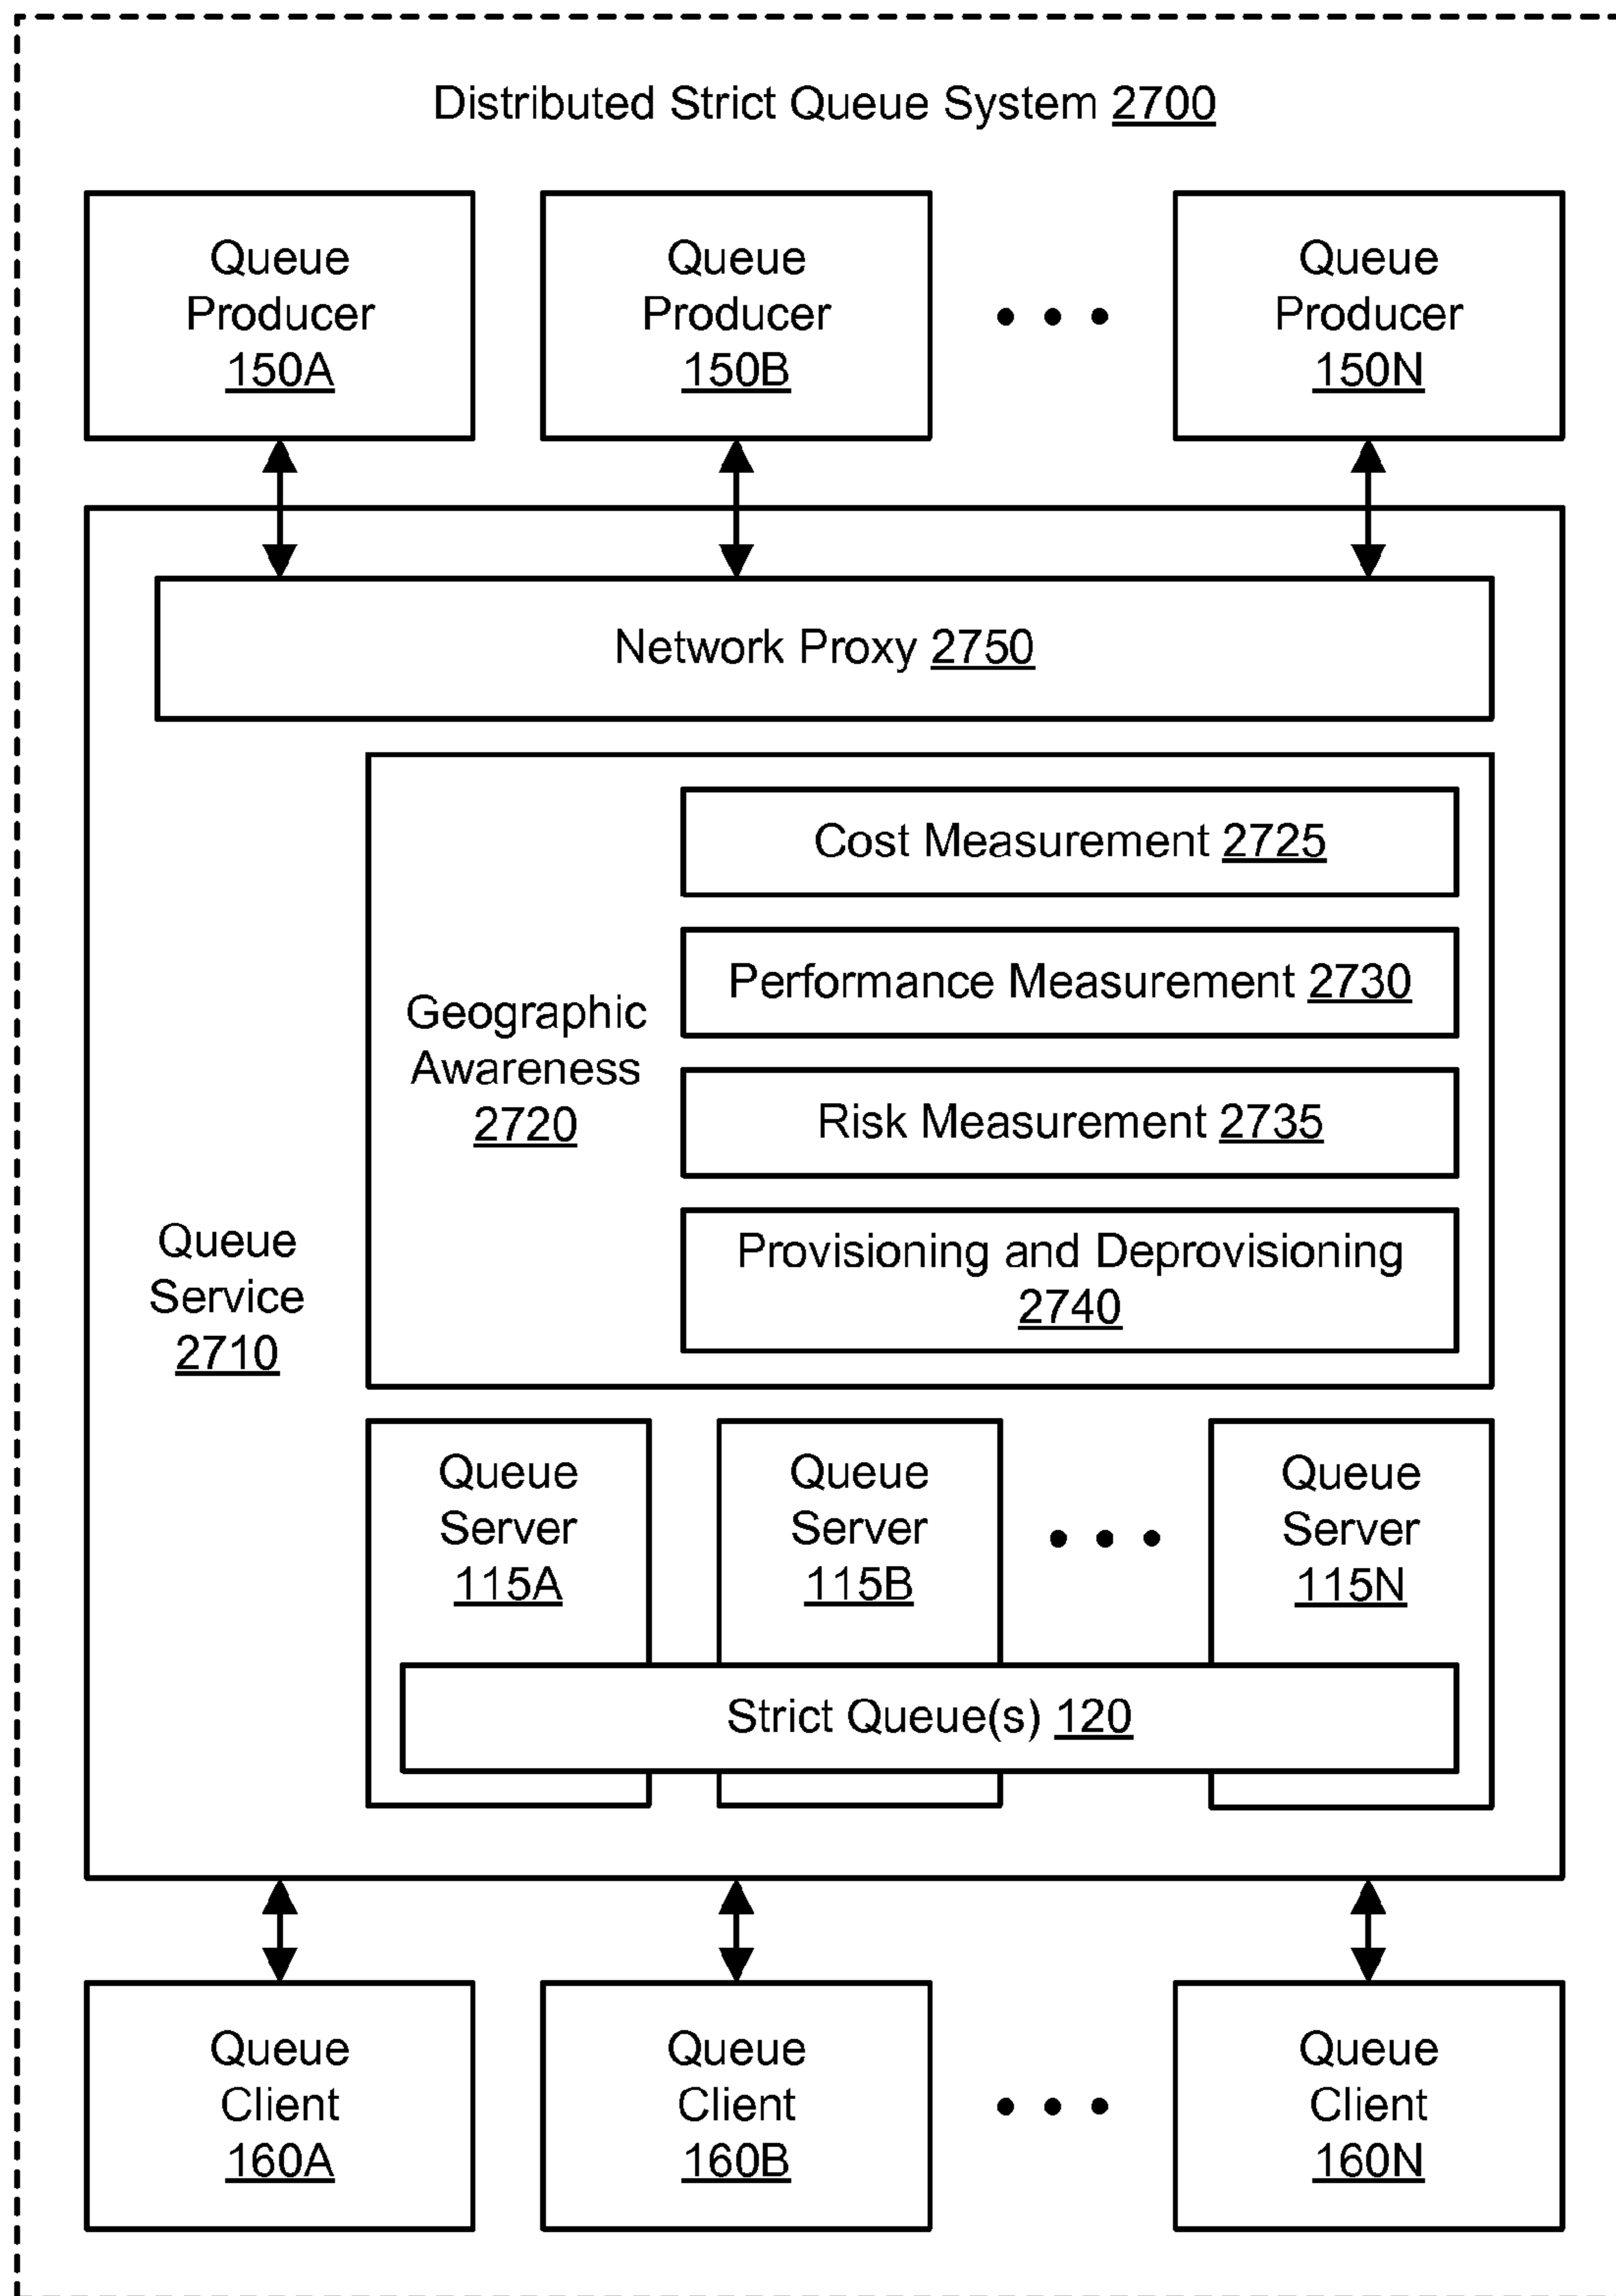 Distributed Strict Queue System 2700
Queue
Producer
150A
Queue
Producer
150B
Queue
Producer
150N
Network Proxy 2750
Geographic
Awareness
2720
Cost Measurement 2725
Performance Measurement 2730
Risk Measurement 2735
Provisioning and Deprovisioning
2740
Queue
Service
2710
Queue
Server
115A
Queue
Server
115B
Queue
Server
115N
Strict Queue(s) 120
Queue
Client
160A
Queue
Client
160B
Queue
Client
160N